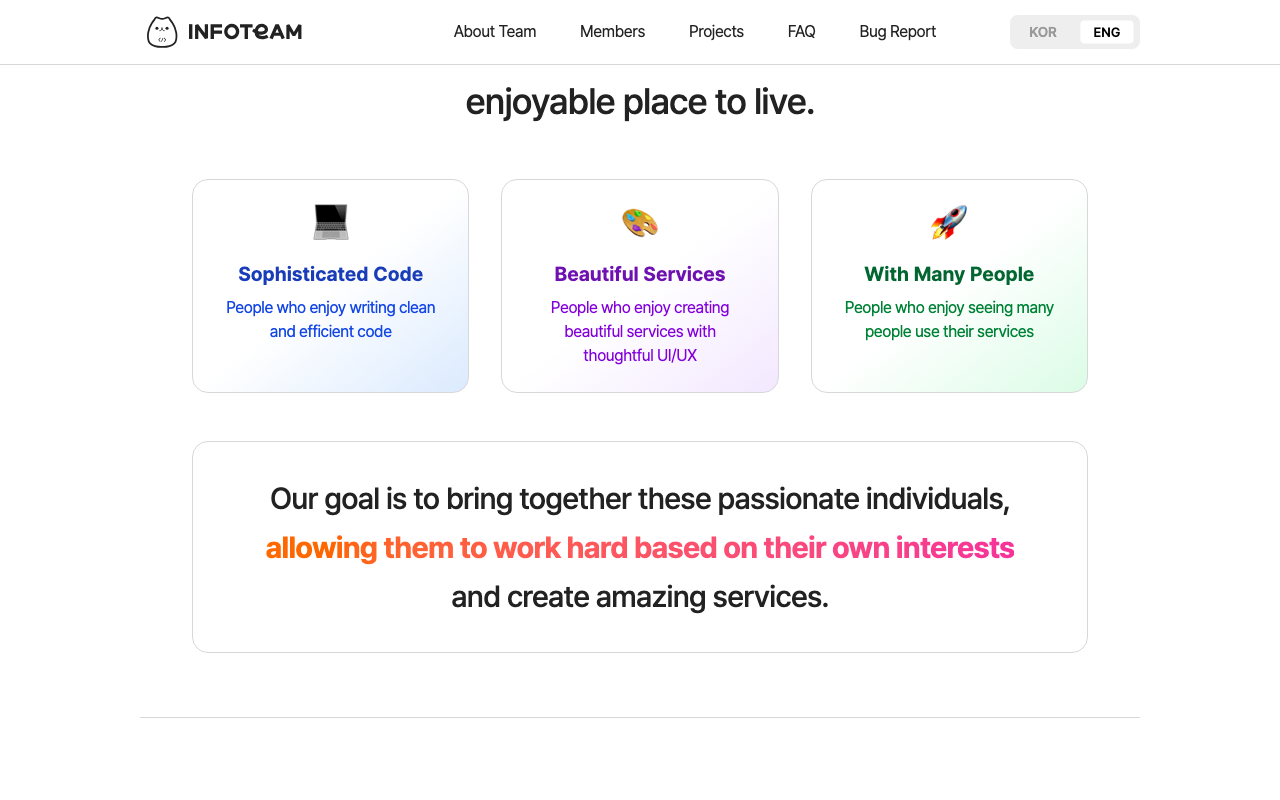 INFOTEAM
About Team
Members
Projects
FAQ
Bug Report
KOR
ENG
enjoyable place to live.
Sophisticated Code
People who enjoy writing clean
and efficient code
Beautiful Services
People who enjoy creating
beautiful services with
thoughtful UI/UX
With Many People
People who enjoy seeing many
people use their services
Our goal is to bring together these passionate individuals,
allowing them to work hard based on their own interests
and create amazing services.